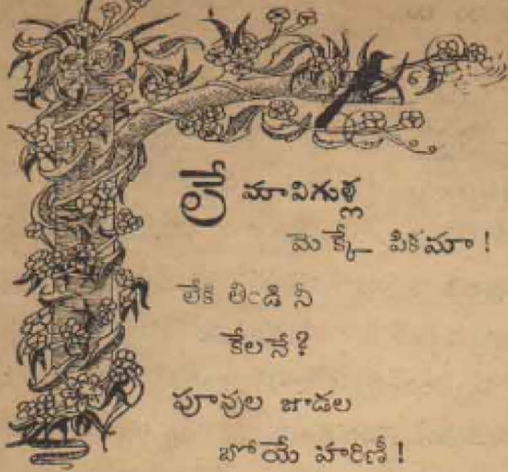 లే మావిగుళ్ల
మె క్కే పికమా !
లేక తిండి నీ
కేలనే?
పూవుల జాడల
బోయే హరిణీ !